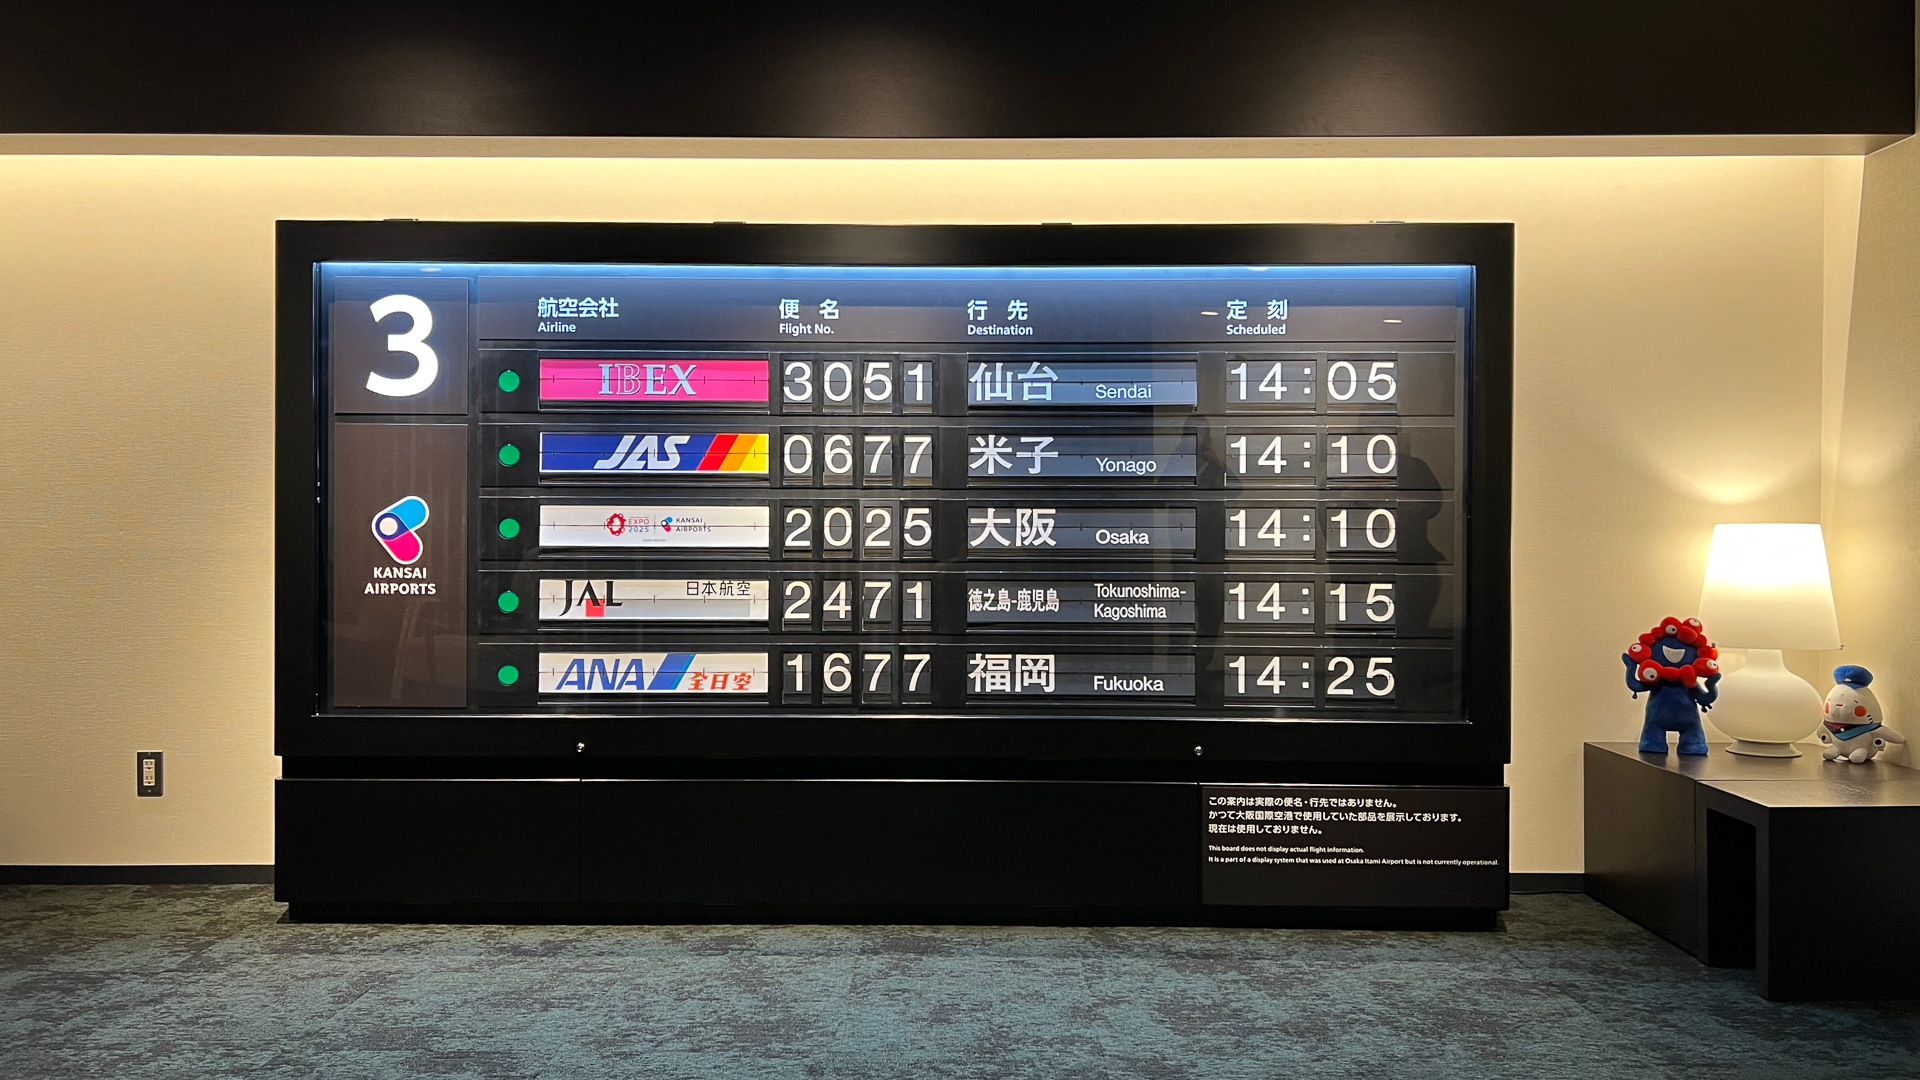 3
航空会社 便名 行先 定刻
Airline Flight No. Destination Scheduled
IBEX 3051 仙台 Sendai 14:05
JAS 0677 米子 Yonago 14:10
EXPO 2025 KANSAI AIRPORTS 2025 大阪 Osaka 14:10
JAL 日本航空 2471 徳之島-鹿児島 Tokunoshima-Kagoshima 14:15
ANA 全日空 1677 福岡 Fukuoka 14:25
KANSAI
AIRPORTS
この案内は実際の便名・行先ではありません。
かつて大阪国際空港で使用していた部品を展示しております。
現在は使用しておりません。
This board does not display actual flight information.
It is a part of a display system that was used at Osaka Itami Airport but is not currently operational.